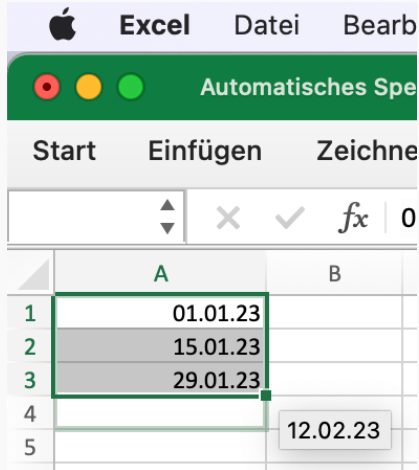 Excel Datei Bearb
Automatisches Spe
Start Einfügen Zeichne
fx 0
A B
1 01.01.23
2 15.01.23
3 29.01.23
4
12.02.23
5